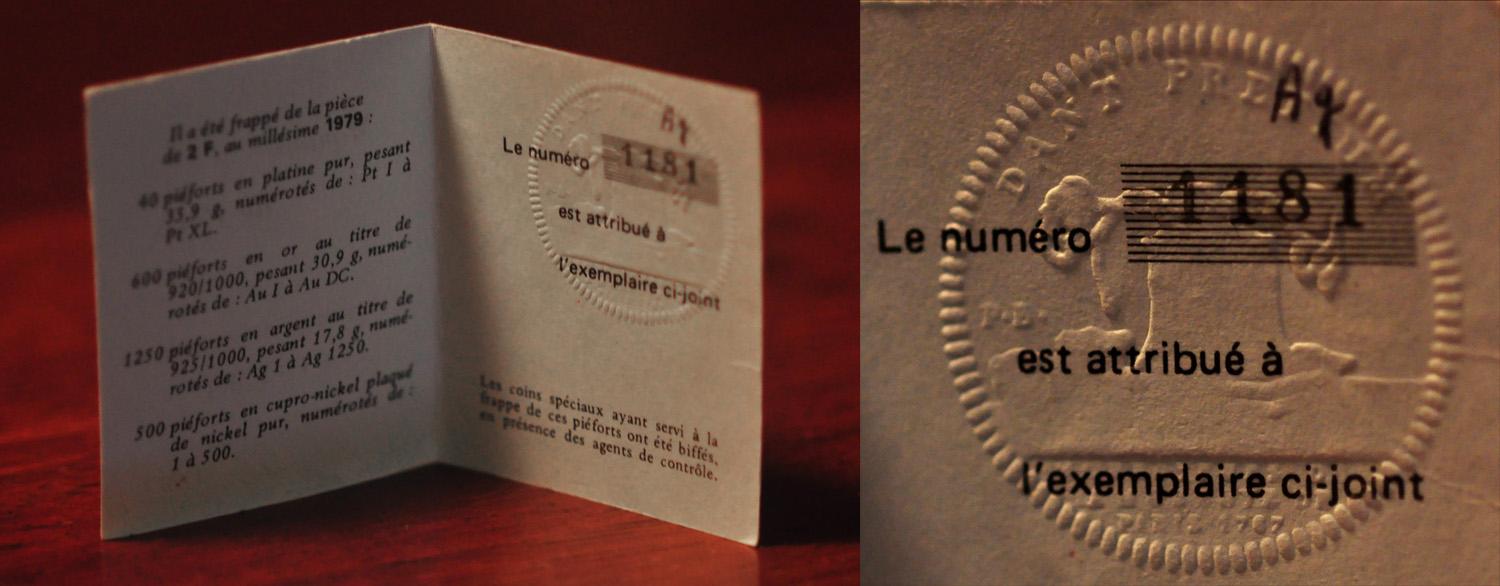 Il a été frappé de la pièce
de 2 F, au millésime 1979 :
40 piéforts en platine pur, pesant
35,9 g, numérotés de : Pt I à
Pt XL.
600 piéforts en or au titre de
920/1000, pesant 30,9 g, numé-
rotés de : Au I à Au DC.
1250 piéforts en argent au titre de
925/1000, pesant 17,8 g, numé-
rotés de : Ag 1 à Ag 1250.
500 piéforts en cupro-nickel plaqué
de nickel pur, numérotés de :
1 à 500.
Ag
Le numéro 1181
est attribué à
l'exemplaire ci-joint
Les coins spéciaux ayant servi à la
frappe de ces piéforts ont été biffés,
en présence des agents de contrôle.
DANT PRE
Ag
Le numéro 1181
P.E.
est attribué à
l'exemplaire ci-joint